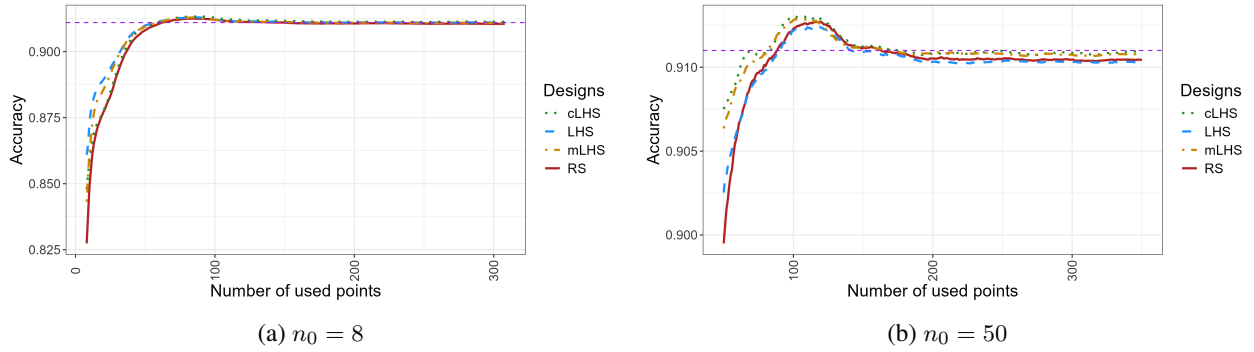 0.900
0.875
0.850
0.825
Accuracy
0
100
200
300
Number of used points
Designs
cLHS
LHS
mLHS
RS
(a) n₀ = 8
0.910
0.905
0.900
Accuracy
100
200
300
Number of used points
Designs
cLHS
LHS
mLHS
RS
(b) n₀ = 50